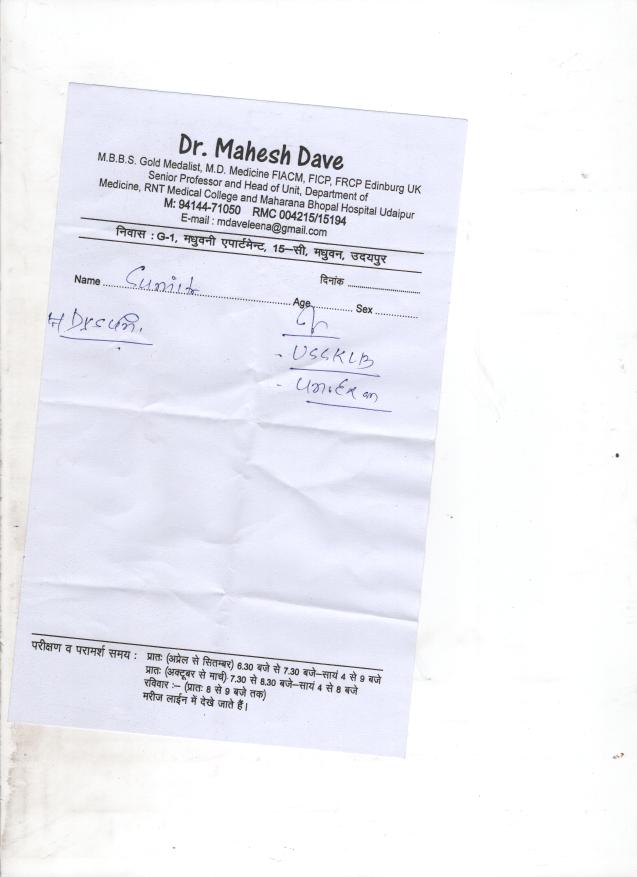 Dr. Mahesh Dave
M.B.B.S. Gold Medalist, M.D. Medicine FIACM, FICP, FRCP Edinburg UK
Senior Professor and Head of Unit, Department of
Medicine, RNT Medical College and Maharana Bhopal Hospital Udaipur
M: 94144-71050 RMC 004215/15194
E-mail : mdaveleena@gmail.com
निवास : G-1, मधुवनी एपार्टमेन्ट, 15–सी, मधुवन, उदयपुर
दिनांक ......................
Name ............................................................Age............. Sex .............
USSKUB
परीक्षण व परामर्श समय : प्रातः (अप्रेल से सितम्बर) 6.30 बजे से 7.30 बजे–सायं 4 से 9 बजे
प्रातः (अक्टूबर से मार्च) 7.30 से 8.30 बजे–सायं 4 से 8 बजे
रविवार :– (प्रातः 8 से 9 बजे तक)
मरीज लाईन में देखे जाते हैं।